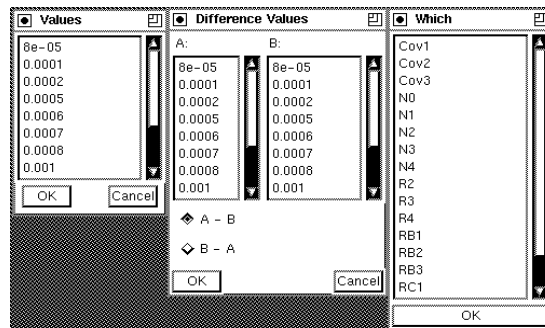 Values
8e-05
0.0001
0.0002
0.0005
0.0006
0.0007
0.0008
0.001
OK
Cancel
Difference Values
A:
B:
8e-05
0.0001
0.0002
0.0005
0.0006
0.0007
0.0008
0.001
8e-05
0.0001
0.0002
0.0005
0.0006
0.0007
0.0008
0.001
A - B
B - A
OK
Cancel
Which
Cov1
Cov2
Cov3
N0
N1
N2
N3
N4
R2
R3
R4
RB1
RB2
RB3
RC1
OK